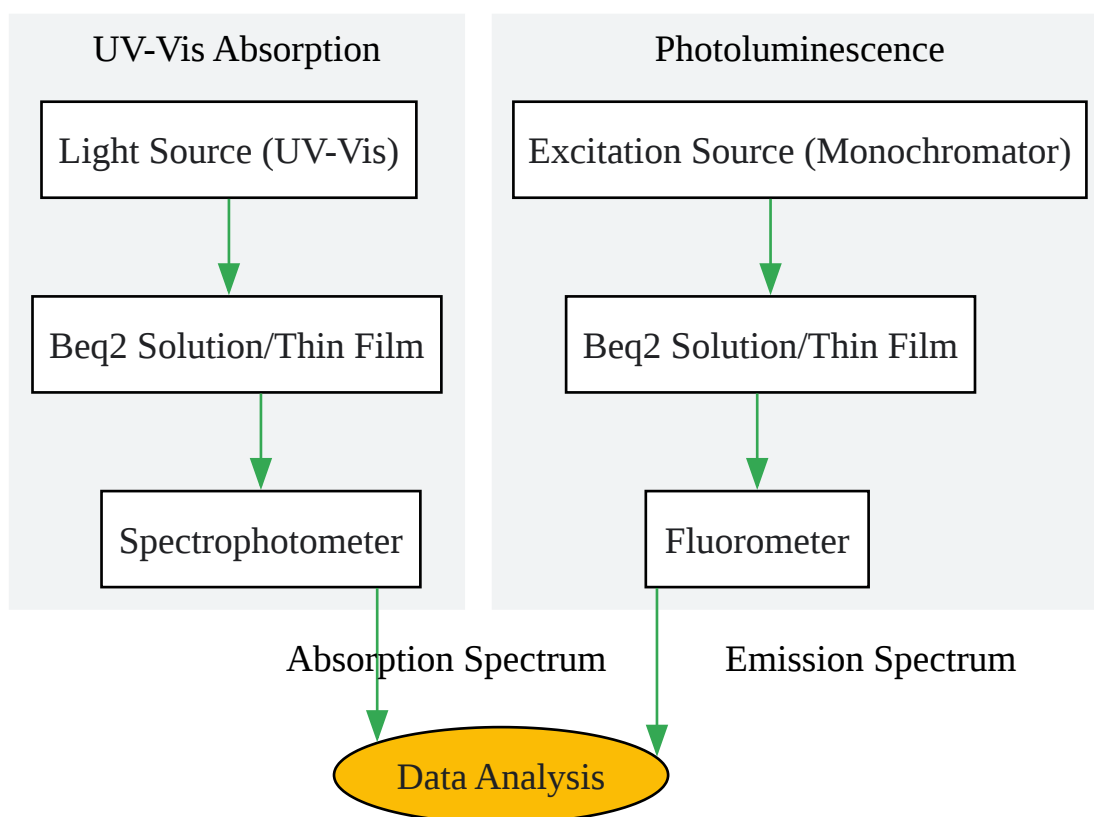 UV-Vis Absorption
Light Source (UV-Vis)
Beq2 Solution/Thin Film
Spectrophotometer
Photoluminescence
Excitation Source (Monochromator)
Beq2 Solution/Thin Film
Fluorometer
Absorption Spectrum
Emission Spectrum
Data Analysis